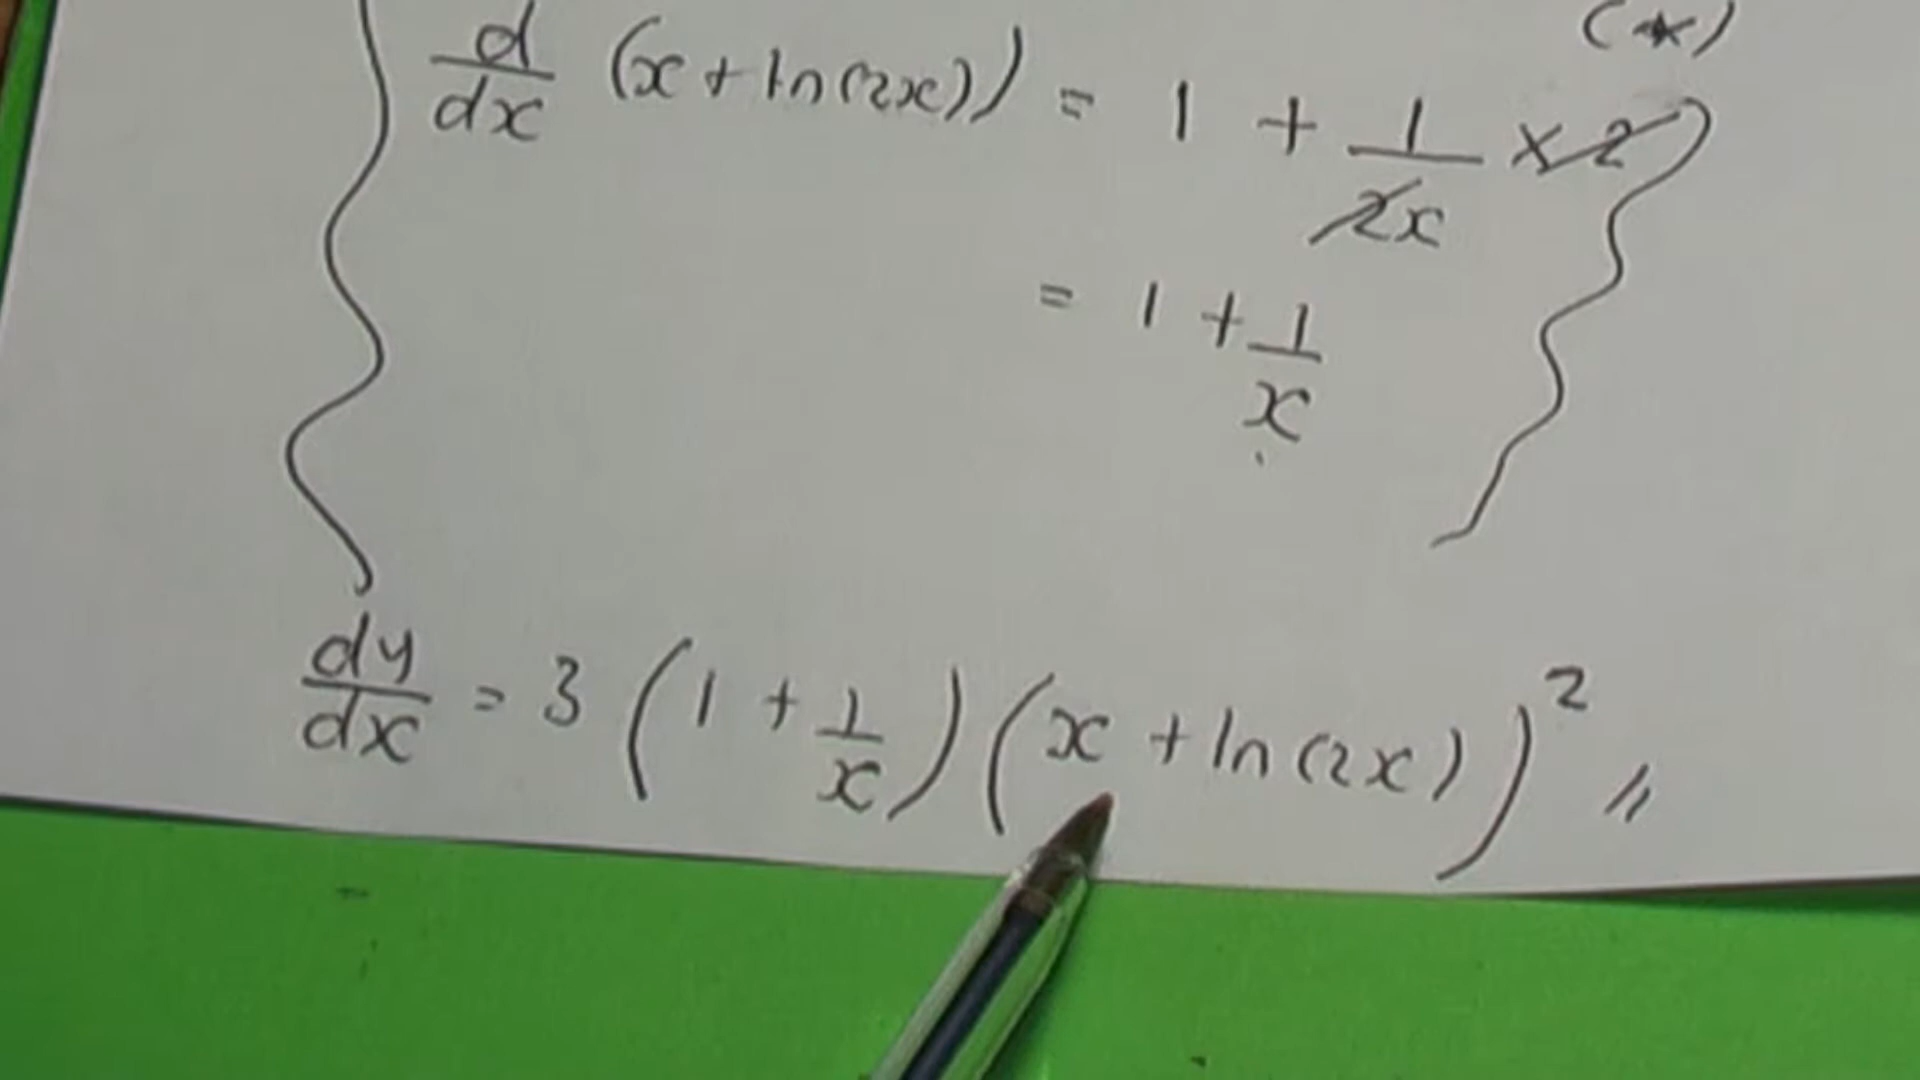 (*)
d/dx (x + ln(2x)) = 1 + 1/2x × 2
= 1 + 1/x
dy/dx = 3 (1 + 1/x) (x + ln(2x))² //